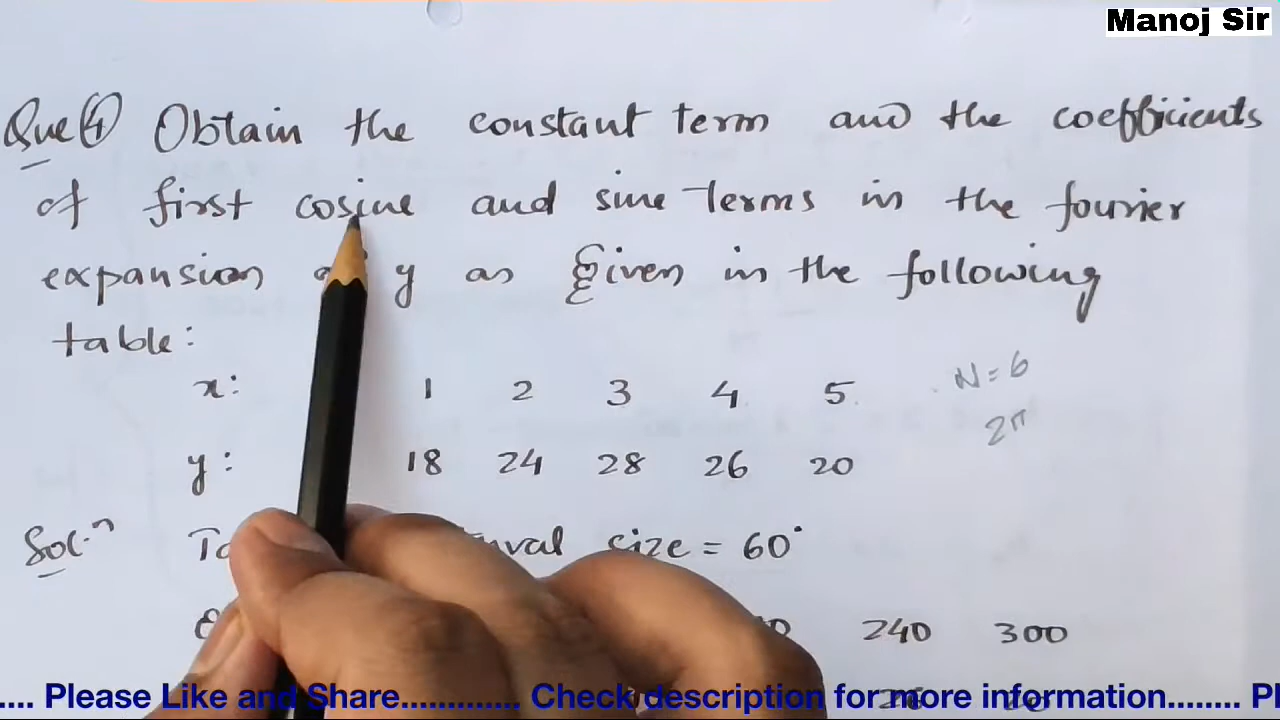 Manoj Sir
Que(4) Obtain the constant term and the coefficients
of first cosine and sine terms in the fourier
expansion y as given in the following
table:
x: 1 2 3 4 5 N=6
2π
y: 18 24 28 26 20
Sol.ⁿ size = 60°
240 300
.... Please Like and Share............. Check description for more information........ Pl